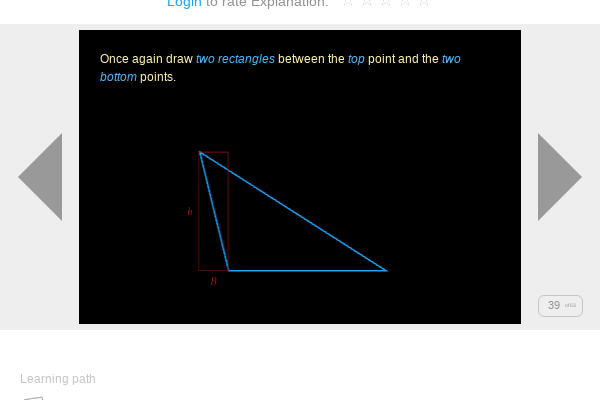 Login to rate Explanation:
Once again draw two rectangles between the top point and the two
bottom points.
h
B
39
Learning path